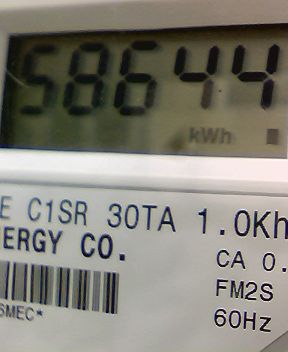 58644
kWh
E C1SR 30TA 1.0Kh
ERGY CO.
CA 0.
FM2S
SMEC*
60Hz